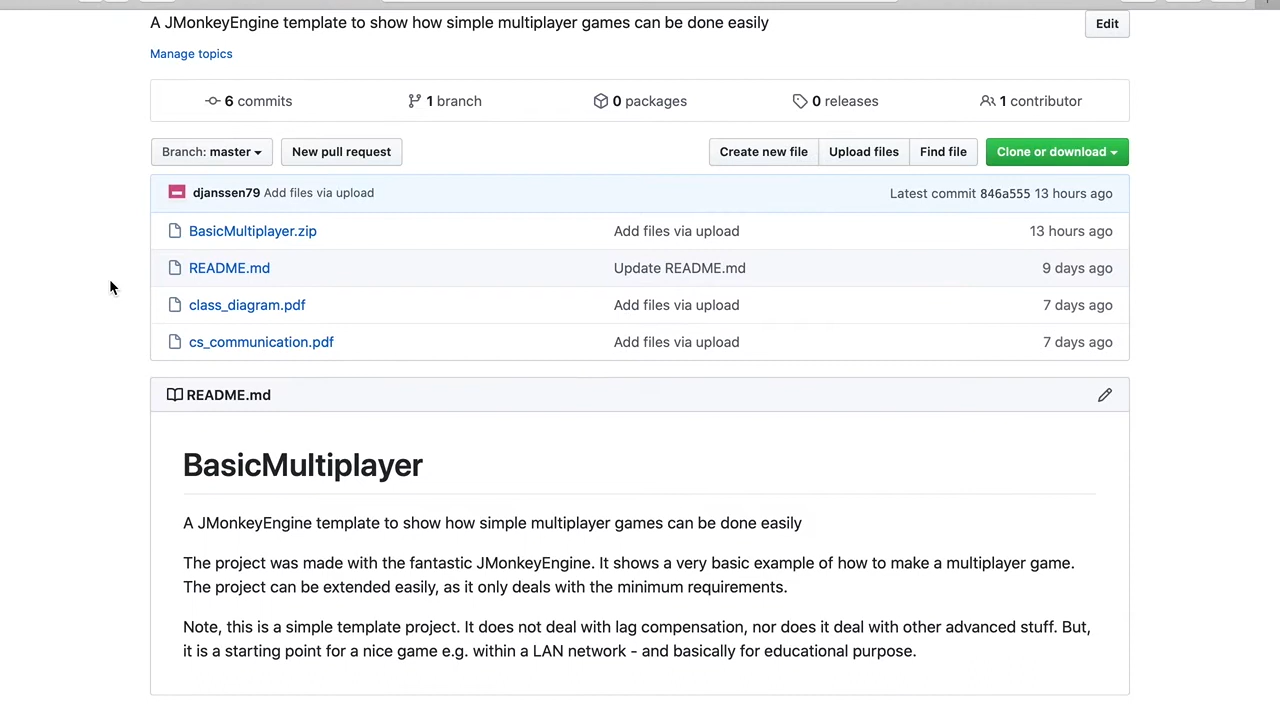 A JMonkeyEngine template to show how simple multiplayer games can be done easily
Edit
Manage topics
6 commits
1 branch
0 packages
0 releases
1 contributor
Branch: master
New pull request
Create new file
Upload files
Find file
Clone or download
djanssen79 Add files via upload
Latest commit 846a555 13 hours ago
BasicMultiplayer.zip
Add files via upload
13 hours ago
README.md
Update README.md
9 days ago
class_diagram.pdf
Add files via upload
7 days ago
cs_communication.pdf
Add files via upload
7 days ago
README.md
BasicMultiplayer
A JMonkeyEngine template to show how simple multiplayer games can be done easily
The project was made with the fantastic JMonkeyEngine. It shows a very basic example of how to make a multiplayer game.
The project can be extended easily, as it only deals with the minimum requirements.
Note, this is a simple template project. It does not deal with lag compensation, nor does it deal with other advanced stuff. But,
it is a starting point for a nice game e.g. within a LAN network - and basically for educational purpose.